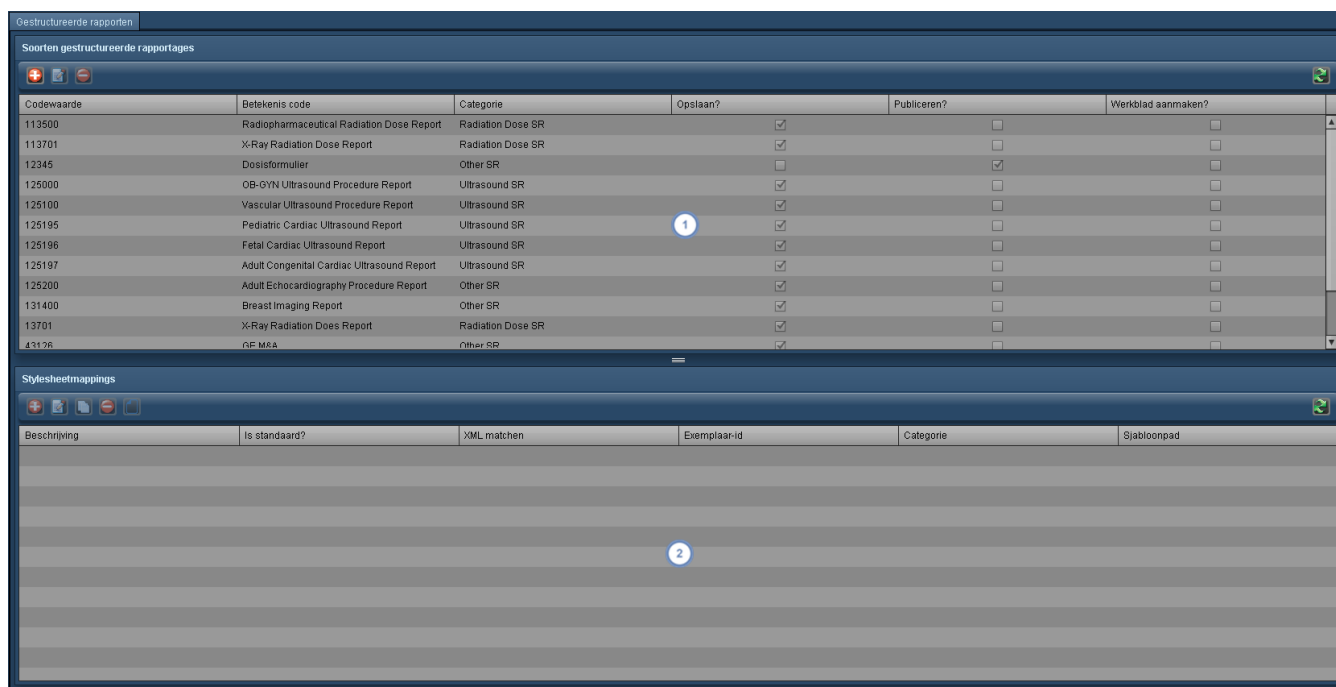 Gestructureerde rapporten
Soorten gestructureerde rapportages
Codewaarde Betekenis code Categorie Opslaan? Publiceren? Werkblad aanmaken?
113500 Radiopharmaceutical Radiation Dose Report Radiation Dose SR
113701 X-Ray Radiation Dose Report Radiation Dose SR
12345 Dosisformulier Other SR
125000 OB-GYN Ultrasound Procedure Report Ultrasound SR
125100 Vascular Ultrasound Procedure Report Ultrasound SR
125195 Pediatric Cardiac Ultrasound Report Ultrasound SR
1
125196 Fetal Cardiac Ultrasound Report Ultrasound SR
125197 Adult Congenital Cardiac Ultrasound Report Ultrasound SR
125200 Adult Echocardiography Procedure Report Other SR
131400 Breast Imaging Report Other SR
13701 X-Ray Radiation Does Report Radiation Dose SR
43126 GE M&A Other SR
Stylesheetmappings
Beschrijving Is standaard? XML matchen Exemplaar-id Categorie Sjabloonpad
2